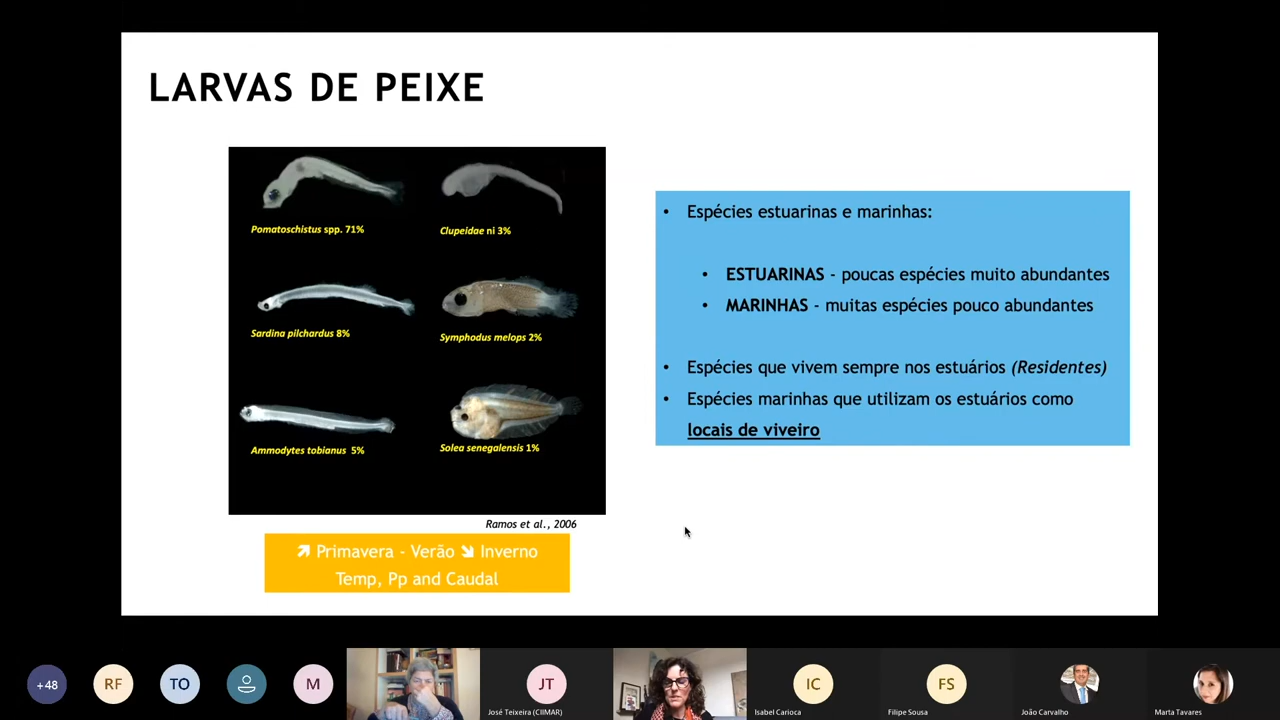 LARVAS DE PEIXE
Pomatoschistus spp. 71%
Clupeidae ni 3%
Sardina pilchardus 8%
Symphodus melops 2%
Ammodytes tobianus 5%
Solea senegalensis 1%
Ramos et al., 2006
↗ Primavera - Verão ↘ Inverno
Temp, Pp and Caudal
• Espécies estuarinas e marinhas:
• ESTUARINAS - poucas espécies muito abundantes
• MARINHAS - muitas espécies pouco abundantes
• Espécies que vivem sempre nos estuários (Residentes)
• Espécies marinhas que utilizam os estuários como
locais de viveiro
+48
RF
TO
M
JT
José Teixeira (CIIMAR)
IC
Isabel Carioca
FS
Filipe Sousa
João Carvalho
Marta Tavares